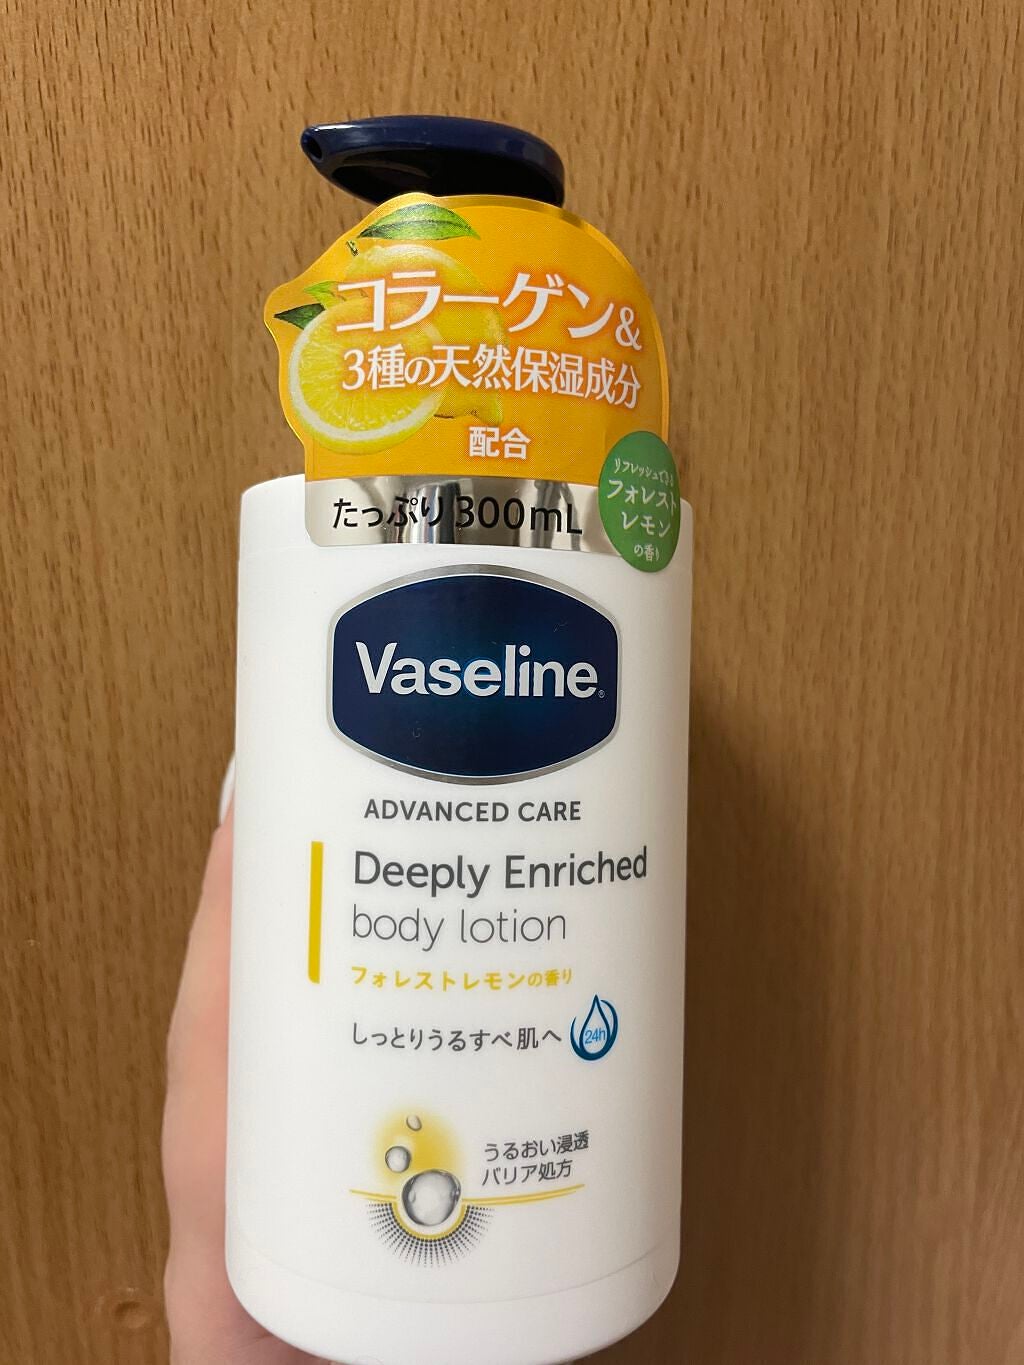 コラーゲン&
3種の天然保湿成分
配合
たっぷり300mL
リフレッシュできる
フォレスト
レモン
の香り
Vaseline®
ADVANCED CARE
Deeply Enriched
body lotion
フォレストレモンの香り
しっとりうるすべ肌へ
24h
うるおい浸透
バリア処方